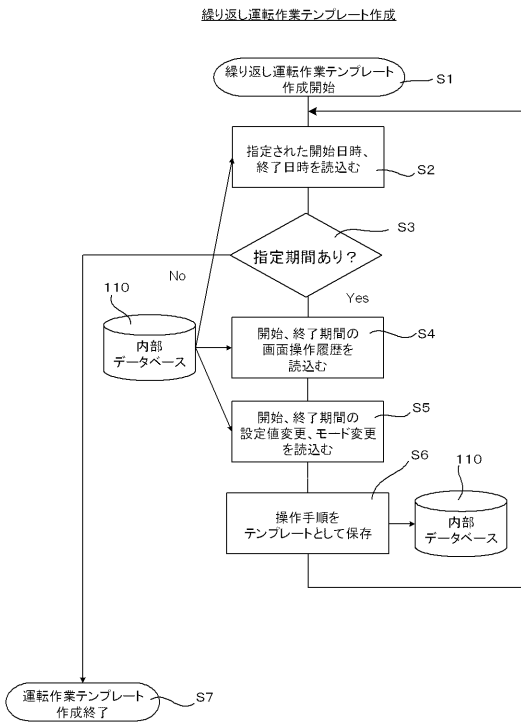 繰り返し運転作業テンプレート作成
繰り返し運転作業テンプレート
作成開始
S1
指定された開始日時、
終了日時を読込む
S2
S3
指定期間あり？
No
Yes
110
内部
データベース
開始、終了期間の
画面操作履歴を
読込む
S4
開始、終了期間の
設定値変更、モード変更
を読込む
S5
S6
操作手順を
テンプレートとして保存
110
内部
データベース
運転作業テンプレート
作成終了
S7